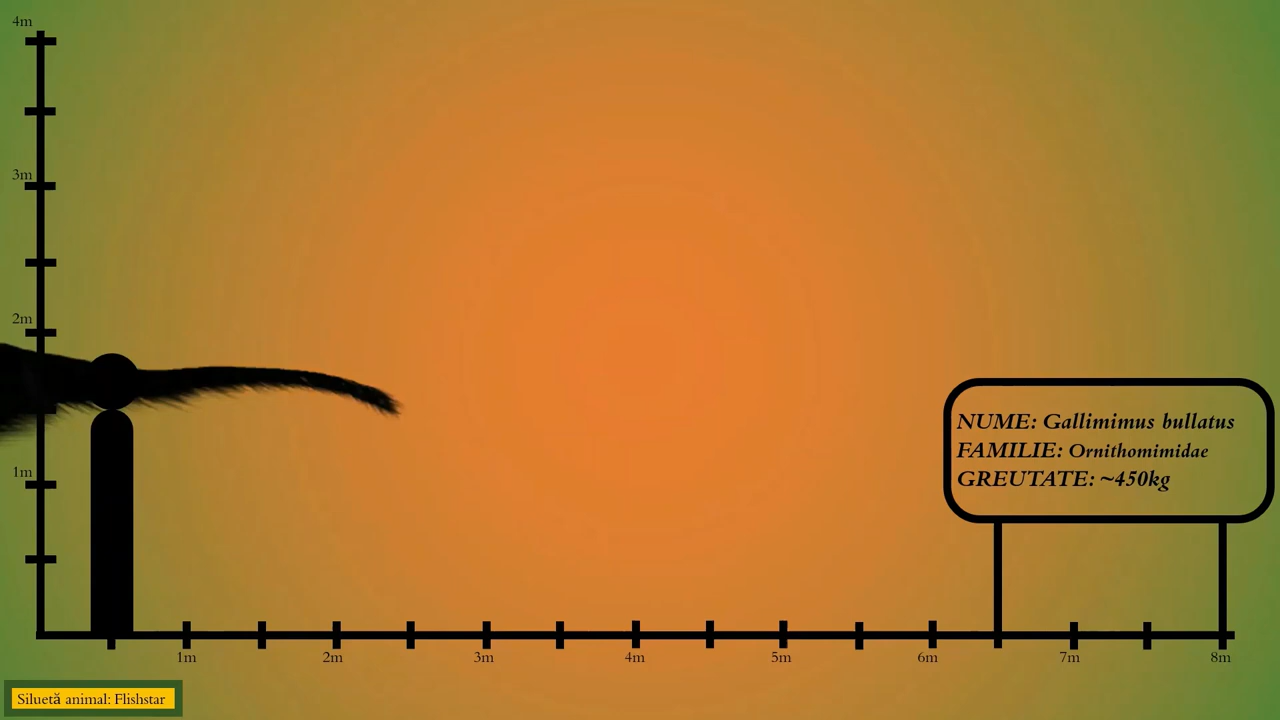 4m
3m
2m
1m
NUME: Gallimimus bullatus
FAMILIE: Ornithomimidae
GREUTATE: ~450kg
1m 2m 3m 4m 5m 6m 7m 8m
Siluetă animal: Flishstar